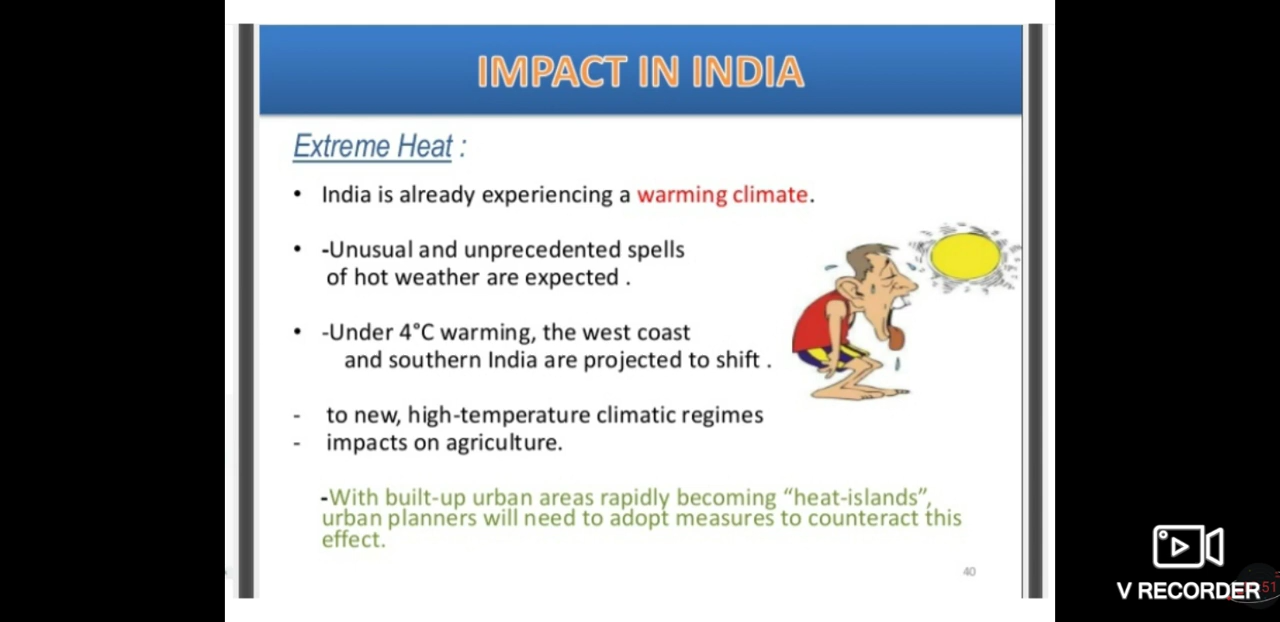 IMPACT IN INDIA
Extreme Heat :
• India is already experiencing a warming climate.
• -Unusual and unprecedented spells
of hot weather are expected .
• -Under 4°C warming, the west coast
and southern India are projected to shift .
- to new, high-temperature climatic regimes
- impacts on agriculture.
-With built-up urban areas rapidly becoming “heat-islands”,
urban planners will need to adopt measures to counteract this
effect.
40
V RECORDER
51